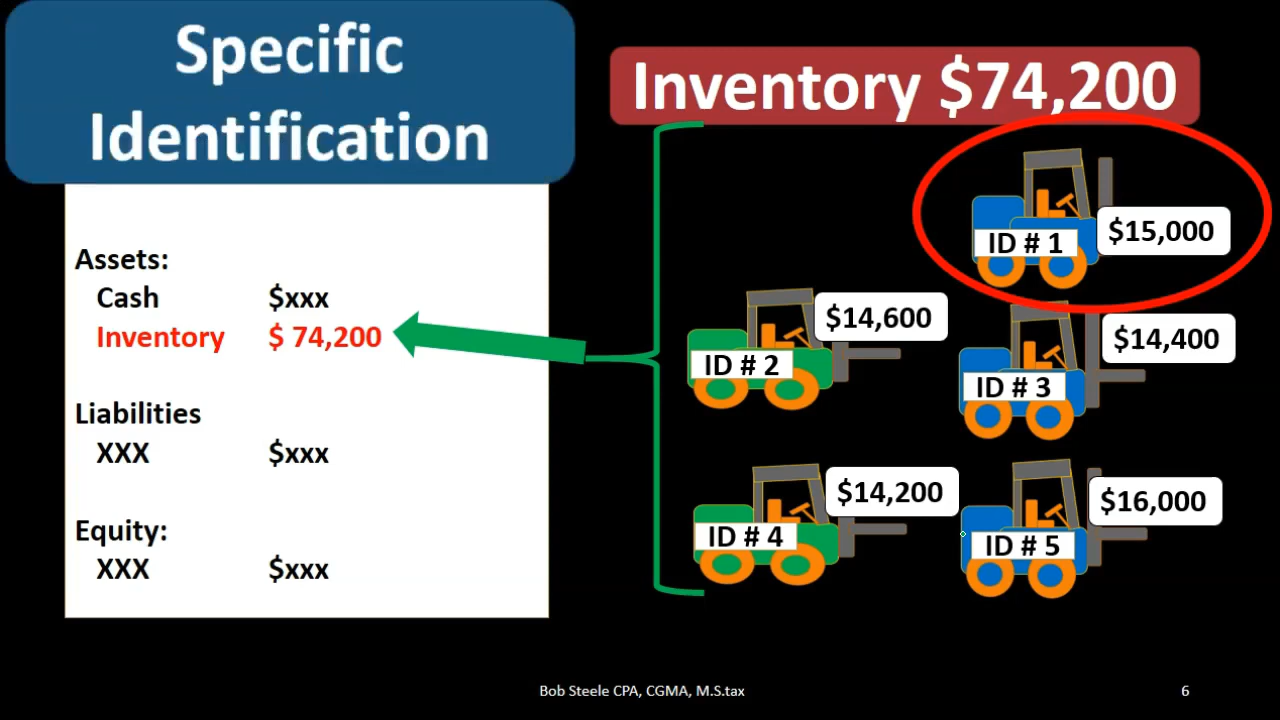 Specific
Identification
Inventory $74,200
Assets:
Cash $xxx
Inventory $ 74,200
Liabilities
XXX $xxx
Equity:
XXX $xxx
ID # 1
$15,000
ID # 2
$14,600
ID # 3
$14,400
ID # 4
$14,200
ID # 5
$16,000
Bob Steele CPA, CGMA, M.S.tax
6